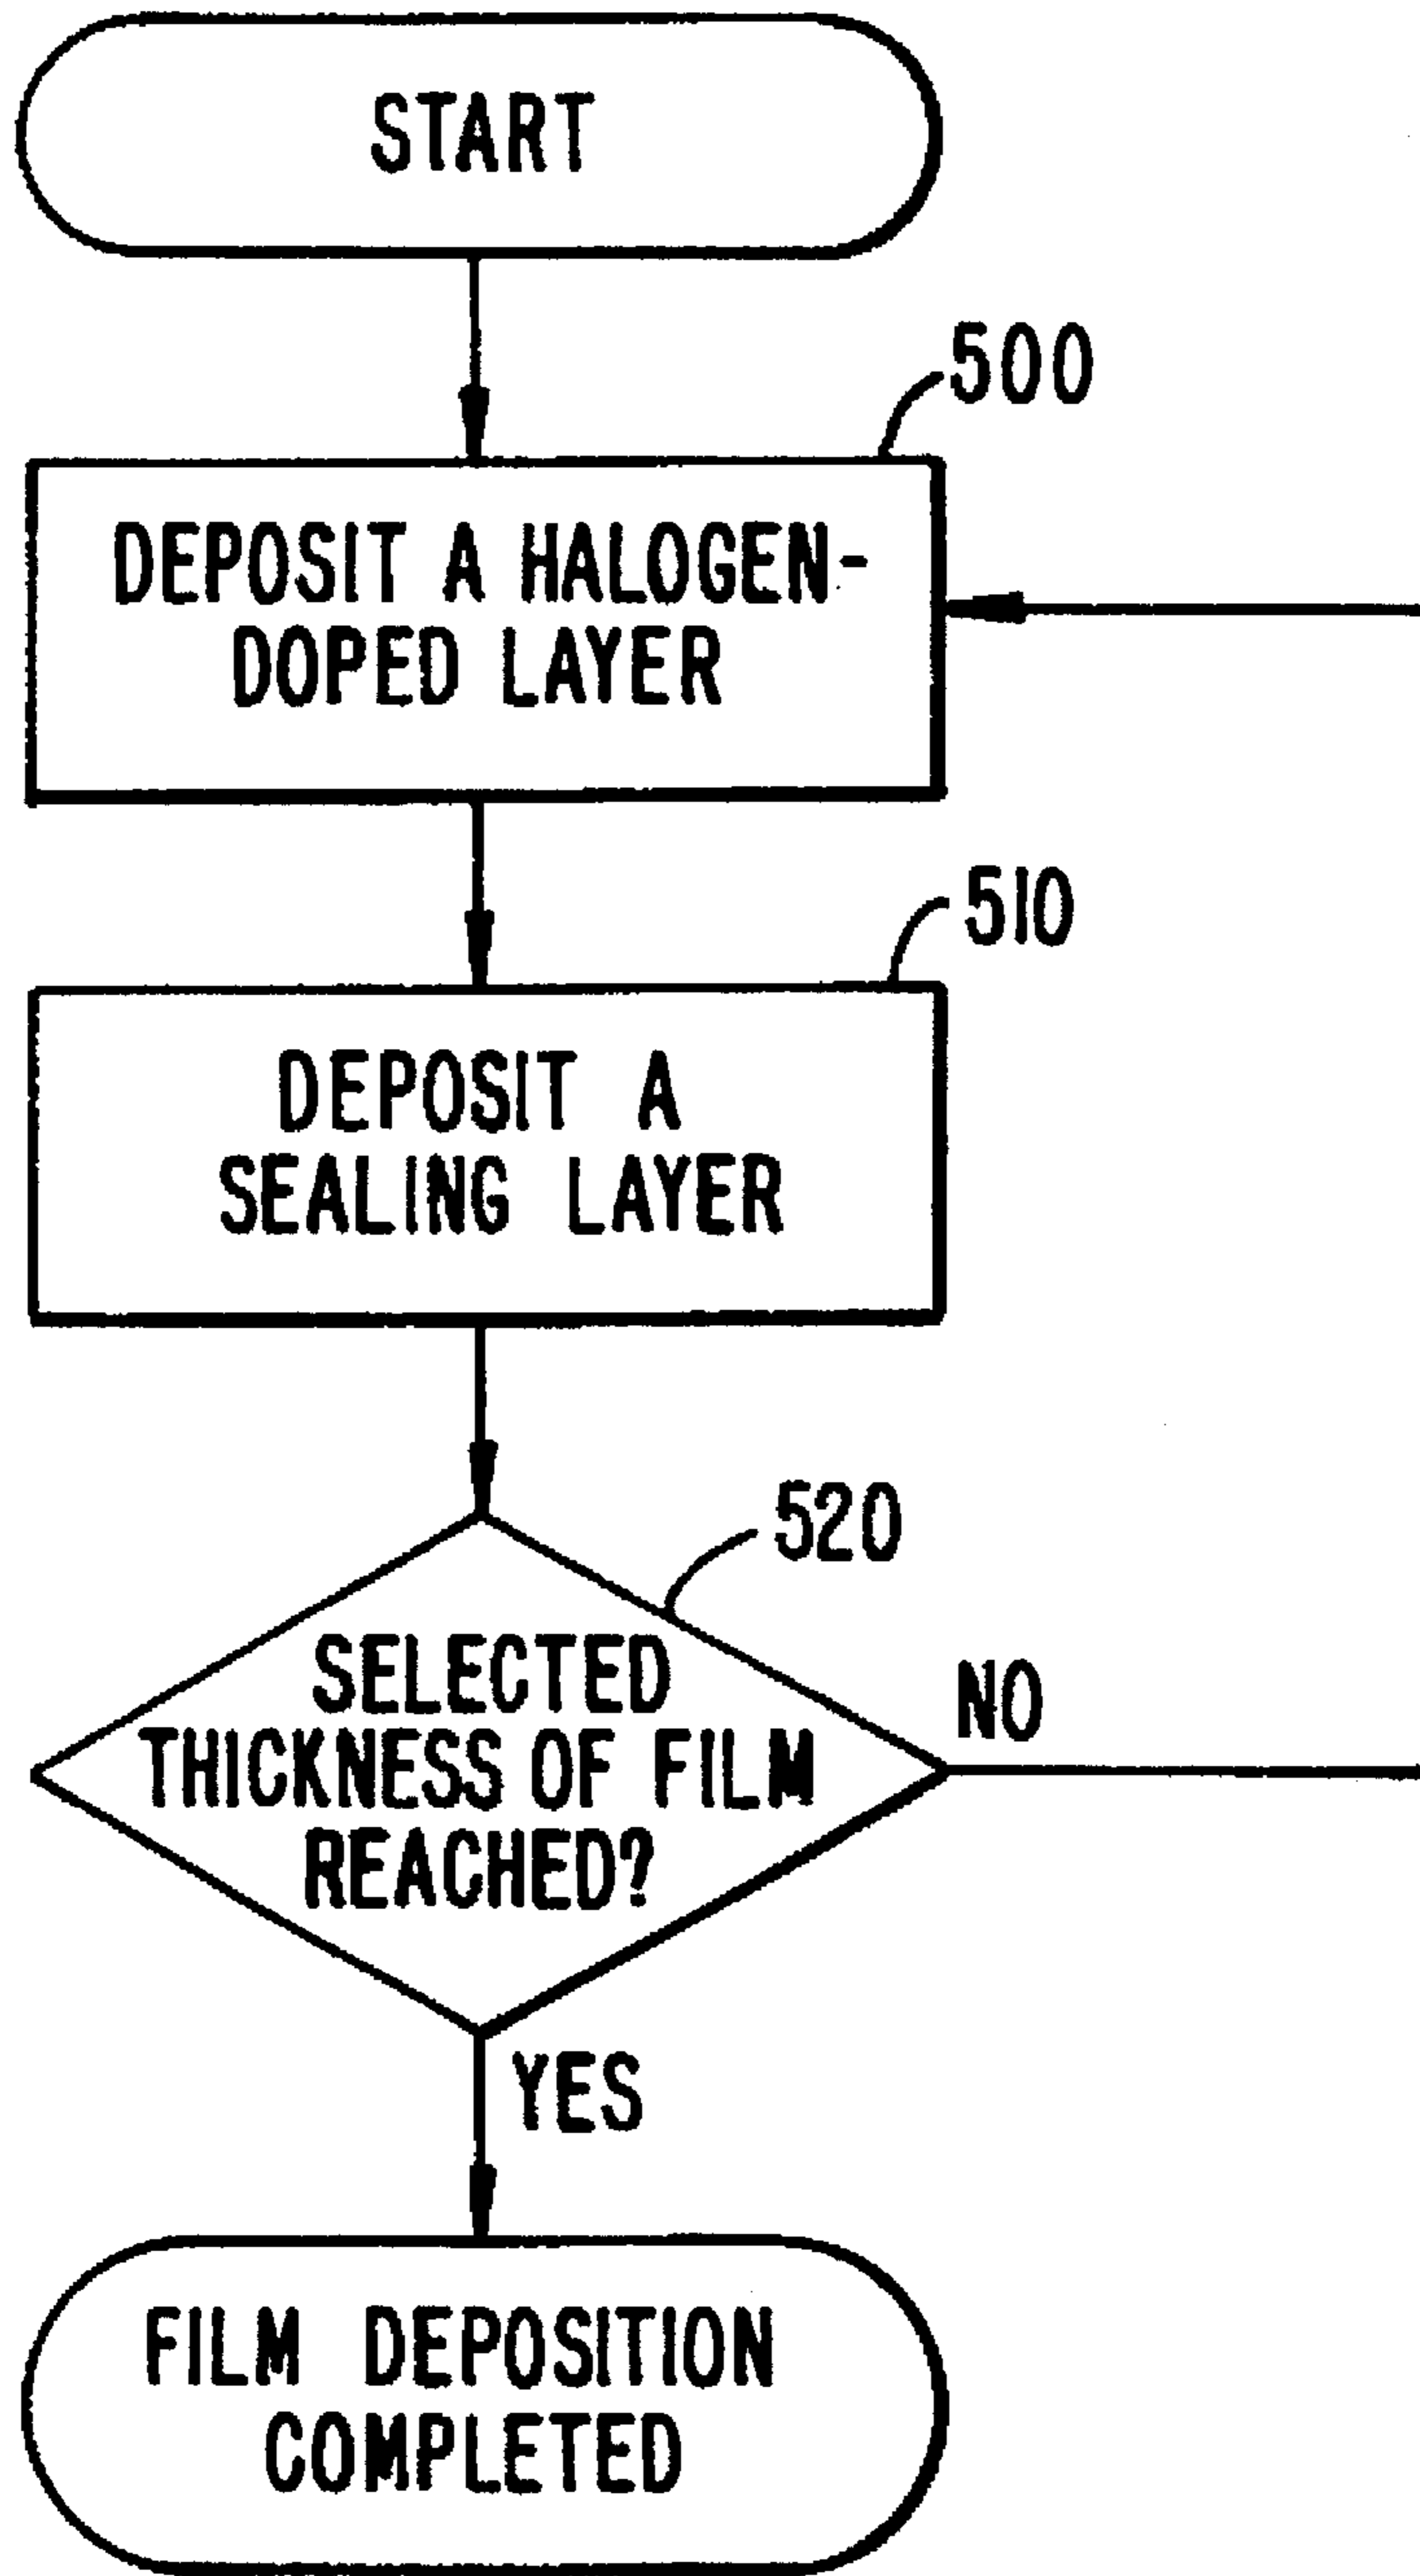 START
500
DEPOSIT A HALOGEN-
DOPED LAYER
510
DEPOSIT A
SEALING LAYER
520
SELECTED
THICKNESS OF FILM
REACHED?
NO
YES
FILM DEPOSITION
COMPLETED